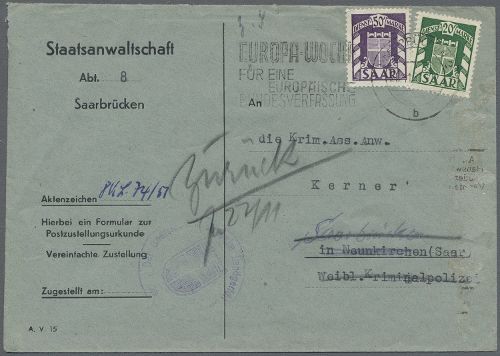 Staatsanwaltschaft
Abt. 8
Saarbrücken
Aktenzeichen
Hierbei ein Formular zur
Postzustellungsurkunde
Vereinfachte Zustellung
Zugestellt am:
A. V. 15
EUROPA-WOCHE
FÜR EINE
EUROPÄISCHE
BUNDESVERFASSUNG
DIENSTMARKE
50
SAAR
DIENSTMARKE
20
SAAR
b
An
die Krim.Ass.Anw.
Kerner
Zurück
27/11
Saarbrücken
in Neunkirchen(Saar
Weibl.Kriminalpolizei